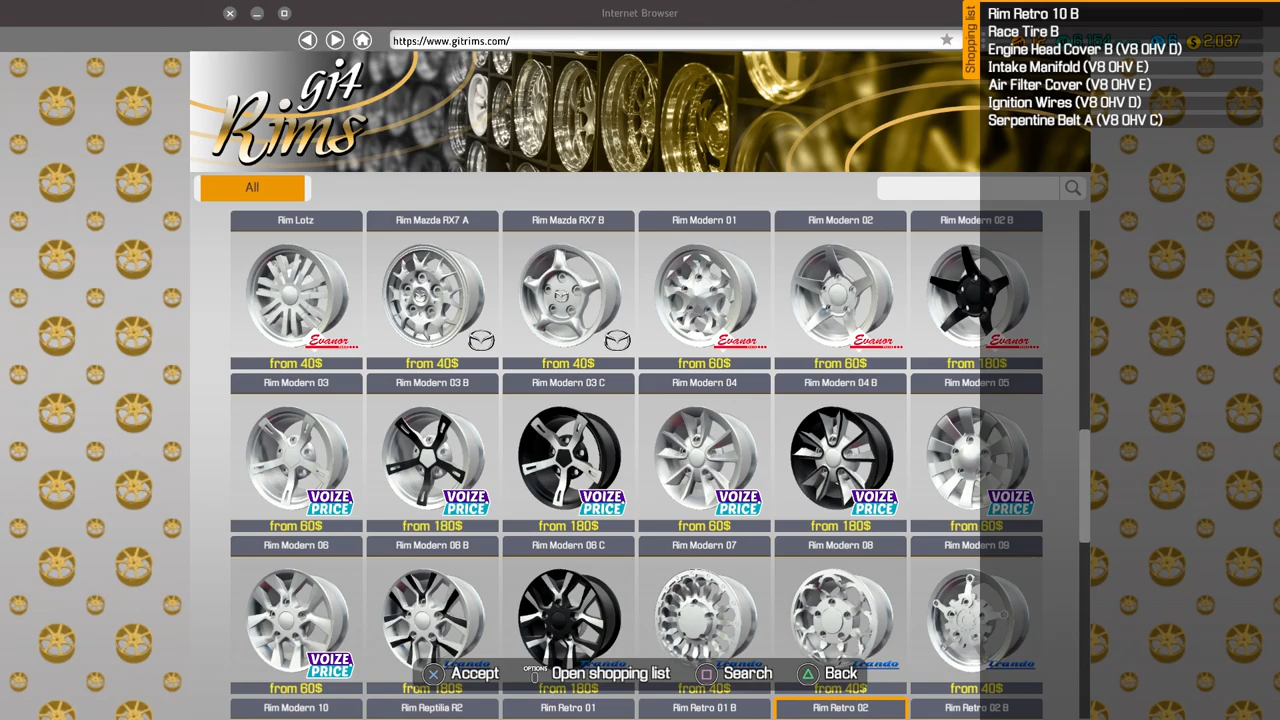 Internet Browser
https://www.gitrims.com/
Shopping list
Rim Retro 10 B
Race Tire B
Engine Head Cover B (V8 OHV D)
Intake Manifold (V8 OHV E)
Air Filter Cover (V8 OHV E)
Ignition Wires (V8 OHV D)
Serpentine Belt A (V8 OHV C)
$ 2,037
git
Rims
All
Rim Lotz
Rim Mazda RX7 A
Rim Mazda RX7 B
Rim Modern 01
Rim Modern 02
Rim Modern 02 B
Evanor
Evanor
Evanor
Evanor
from 40$
from 40$
from 40$
from 60$
from 60$
from 180$
Rim Modern 03
Rim Modern 03 B
Rim Modern 03 C
Rim Modern 04
Rim Modern 04 B
Rim Modern 05
VOIZE PRICE
VOIZE PRICE
VOIZE PRICE
VOIZE PRICE
VOIZE PRICE
VOIZE PRICE
from 60$
from 180$
from 180$
from 60$
from 180$
from 60$
Rim Modern 06
Rim Modern 06 B
Rim Modern 06 C
Rim Modern 07
Rim Modern 08
Rim Modern 09
VOIZE PRICE
from 60$
from 180$
from 180$
from 40$
from 40$
from 40$
Accept
OPTIONS
Open shopping list
Search
Back
Rim Modern 10
Rim Reptilia R2
Rim Retro 01
Rim Retro 01 B
Rim Retro 02
Rim Retro 02 B